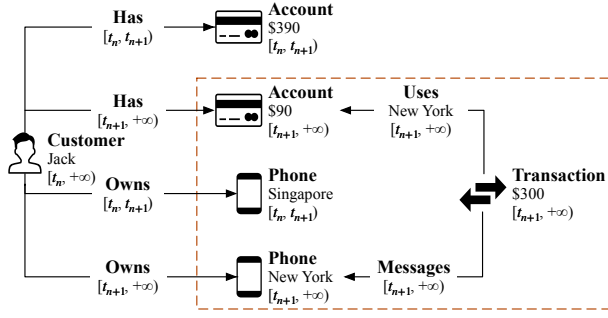 Has
[tₙ, tₙ₊₁)
Account
$390
[tₙ, tₙ₊₁)
Has
[tₙ₊₁, +∞)
Account
$90
[tₙ₊₁, +∞)
Uses
New York
[tₙ₊₁, +∞)
Customer
Jack
[tₙ, +∞)
Owns
[tₙ, tₙ₊₁)
Phone
Singapore
[tₙ, tₙ₊₁)
Transaction
$300
[tₙ₊₁, +∞)
Owns
[tₙ₊₁, +∞)
Phone
New York
[tₙ₊₁, +∞)
Messages
[tₙ₊₁, +∞)